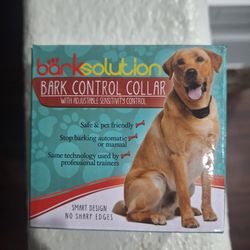 barksolution
BARK CONTROL COLLAR
WITH ADJUSTABLE SENSITIVITY CONTROL
Safe & pet friendly
Stop barking automatic
or manual
Same technology used by
professional trainers
SMART DESIGN
NO SHARP EDGES